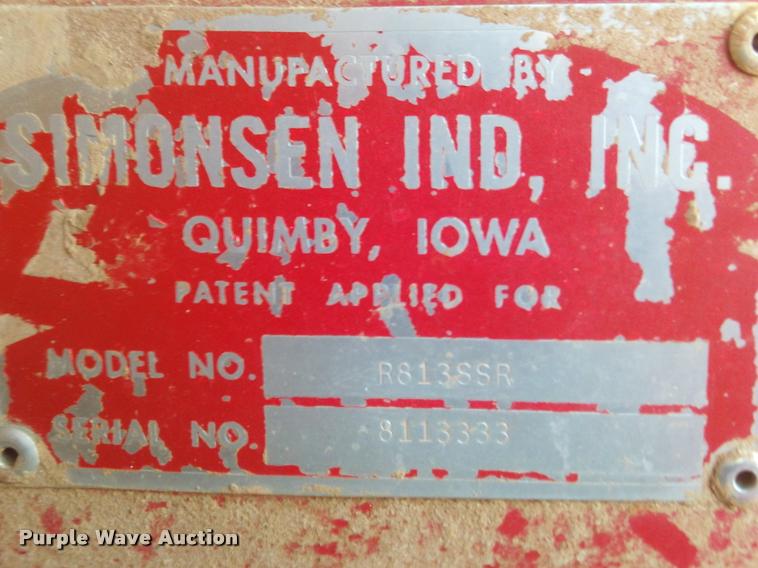 MANUFACTURED BY
SIMONSEN IND, INC.
QUIMBY, IOWA
PATENT APPLIED FOR
MODEL NO. R813SSR
SERIAL NO. 8113333
Purple Wave Auction